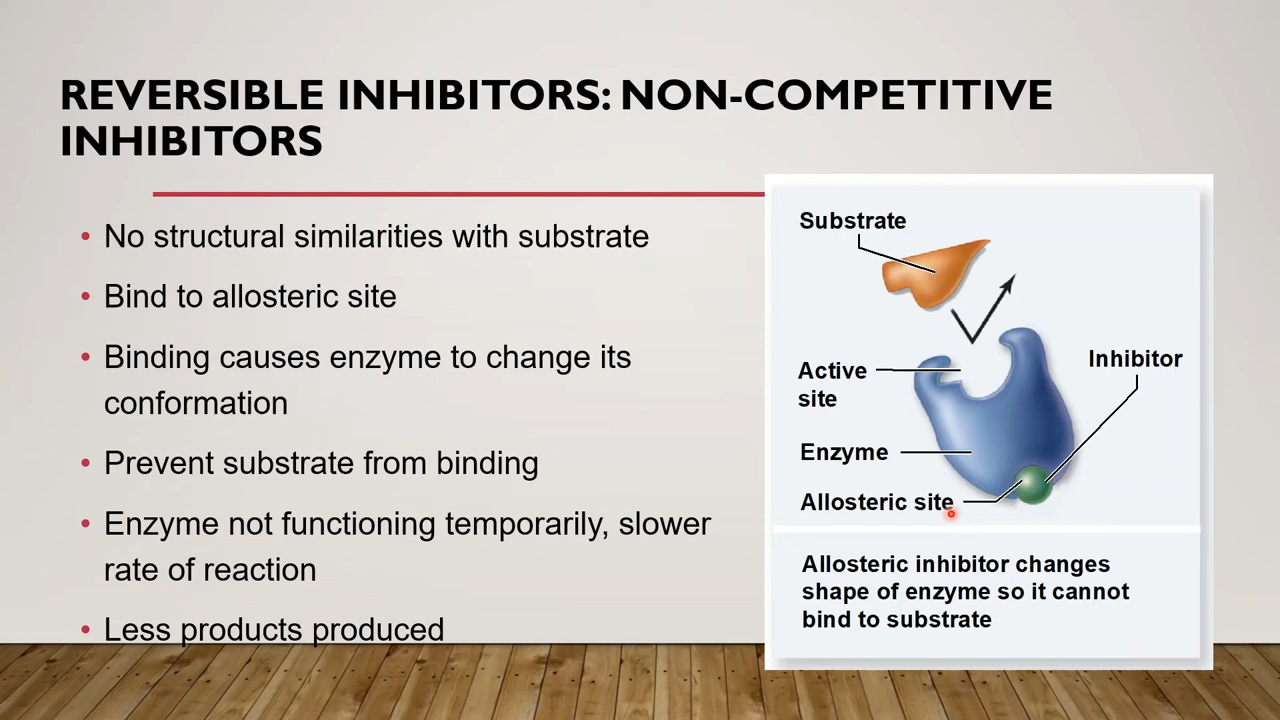 REVERSIBLE INHIBITORS: NON-COMPETITIVE
INHIBITORS
• No structural similarities with substrate
• Bind to allosteric site
• Binding causes enzyme to change its
conformation
• Prevent substrate from binding
• Enzyme not functioning temporarily, slower
rate of reaction
• Less products produced
Substrate
Active
site
Inhibitor
Enzyme
Allosteric site
Allosteric inhibitor changes
shape of enzyme so it cannot
bind to substrate